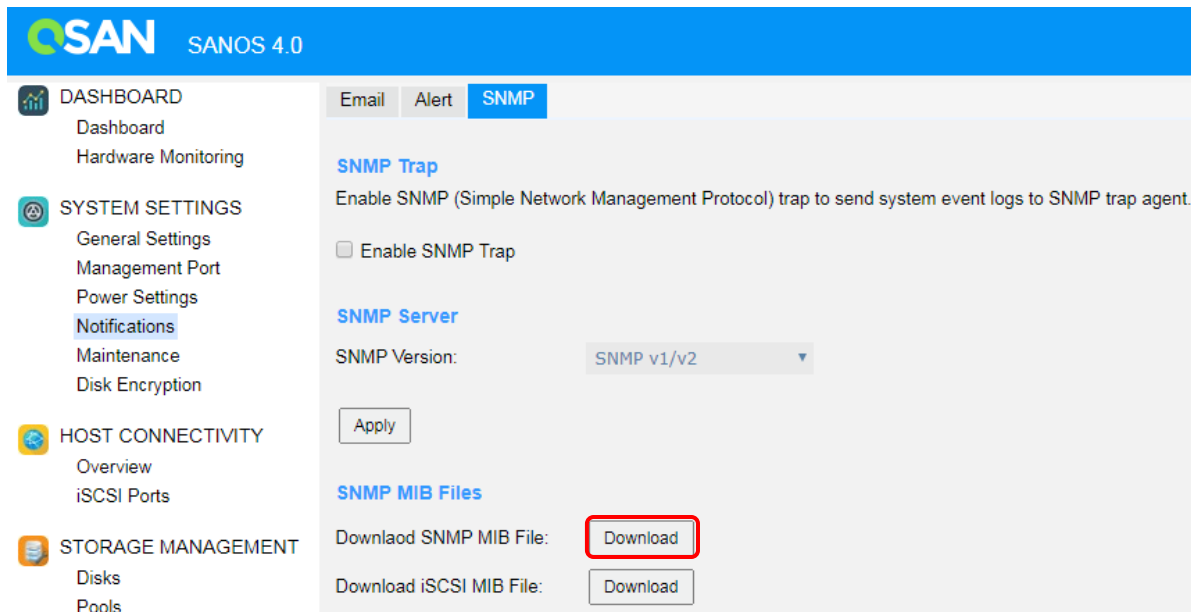 QSAN SANOS 4.0
DASHBOARD
Dashboard
Hardware Monitoring
SYSTEM SETTINGS
General Settings
Management Port
Power Settings
Notifications
Maintenance
Disk Encryption
HOST CONNECTIVITY
Overview
iSCSI Ports
STORAGE MANAGEMENT
Disks
Pools
Email Alert SNMP
SNMP Trap
Enable SNMP (Simple Network Management Protocol) trap to send system event logs to SNMP trap agent.
Enable SNMP Trap
SNMP Server
SNMP Version: SNMP v1/v2
Apply
SNMP MIB Files
Downlaod SNMP MIB File: Download
Download iSCSI MIB File: Download